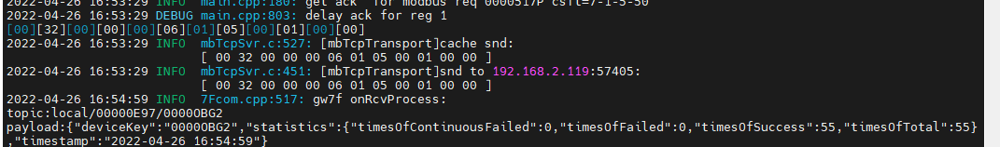 2022-04-26 16:53:29 INFO  main.cpp:180: get ack  for modbus req 0000517P csft=7-1-5-50
2022-04-26 16:53:29 DEBUG main.cpp:803: delay ack for reg 1
[00][32][00][00][00][06][01][05][00][01][00][00]
2022-04-26 16:53:29 INFO  mbTcpSvr.c:527: [mbTcpTransport]cache snd:
[ 00 32 00 00 00 06 01 05 00 01 00 00 ]
2022-04-26 16:53:29 INFO  mbTcpSvr.c:451: [mbTcpTransport]snd to 192.168.2.119:57405:
[ 00 32 00 00 00 06 01 05 00 01 00 00 ]
2022-04-26 16:54:59 INFO  7Fcom.cpp:517: gw7f onRcvProcess:
topic:local/00000E97/0000OBG2
payload:{"deviceKey":"0000OBG2","statistics":{"timesOfContinuousFailed":0,"timesOfFailed":0,"timesOfSuccess":55,"timesOfTotal":55}
,"timestamp":"2022-04-26 16:54:59"}